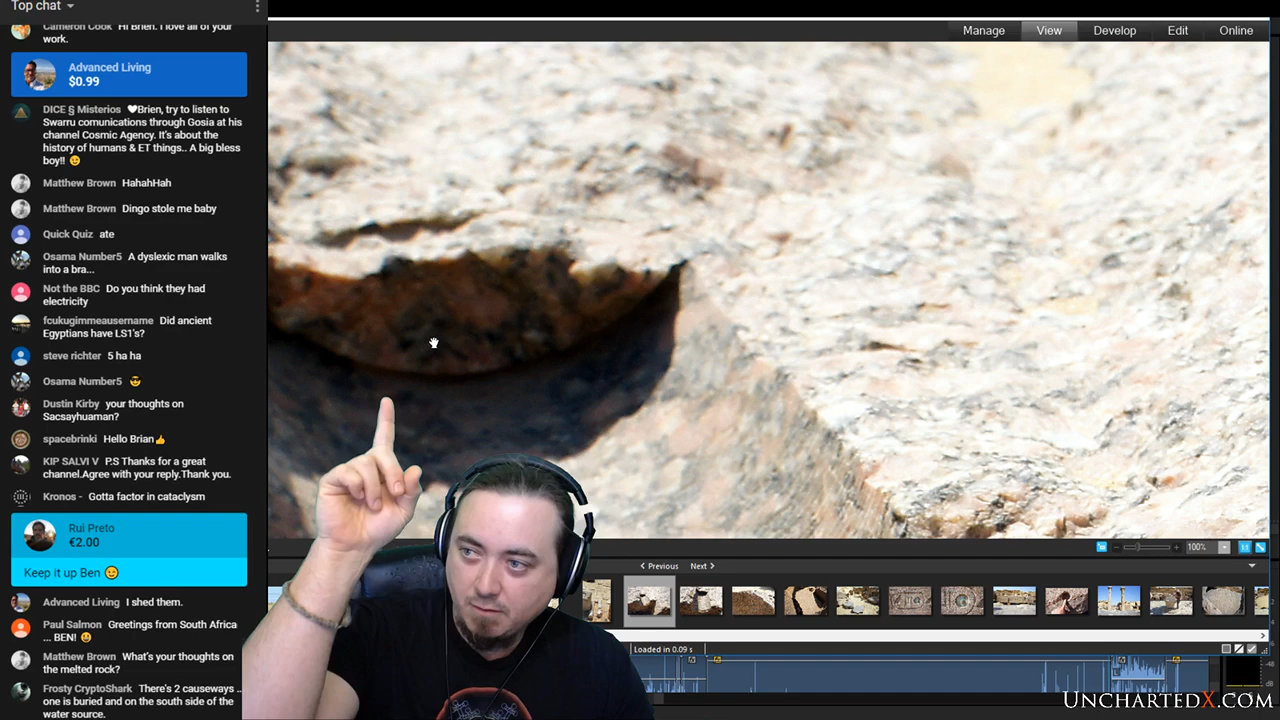 Top chat
Cameron Cook Hi Brien. I love all of your
work.
Advanced Living
$0.99
DICE § Misterios ❤Brien, try to listen to
Swarru comunications through Gosia at his
channel Cosmic Agency. It's about the
history of humans & ET things.. A big bless
boy!! 😉
Matthew Brown HahahHah
Matthew Brown Dingo stole me baby
Quick Quiz ate
Osama Number5 A dyslexic man walks
into a bra...
Not the BBC Do you think they had
electricity
fcukugimmeausername Did ancient
Egyptians have LS1's?
steve richter 5 ha ha
Osama Number5 😎
Dustin Kirby your thoughts on
Sacsayhuaman?
spacebrinki Hello Brian👍
KIP SALVI V P.S Thanks for a great
channel.Agree with your reply.Thank you.
Kronos - Gotta factor in cataclysm
Rui Preto
€2.00
Keep it up Ben 😉
Advanced Living I shed them.
Paul Salmon Greetings from South Africa
... BEN! 😃
Matthew Brown What's your thoughts on
the melted rock?
Frosty CryptoShark There's 2 causeways ..
one is buried and on the south side of the
water source.
Manage View Develop Edit Online
100%
Previous Next
Loaded in 0.09 s
UNCHARTEDX.COM